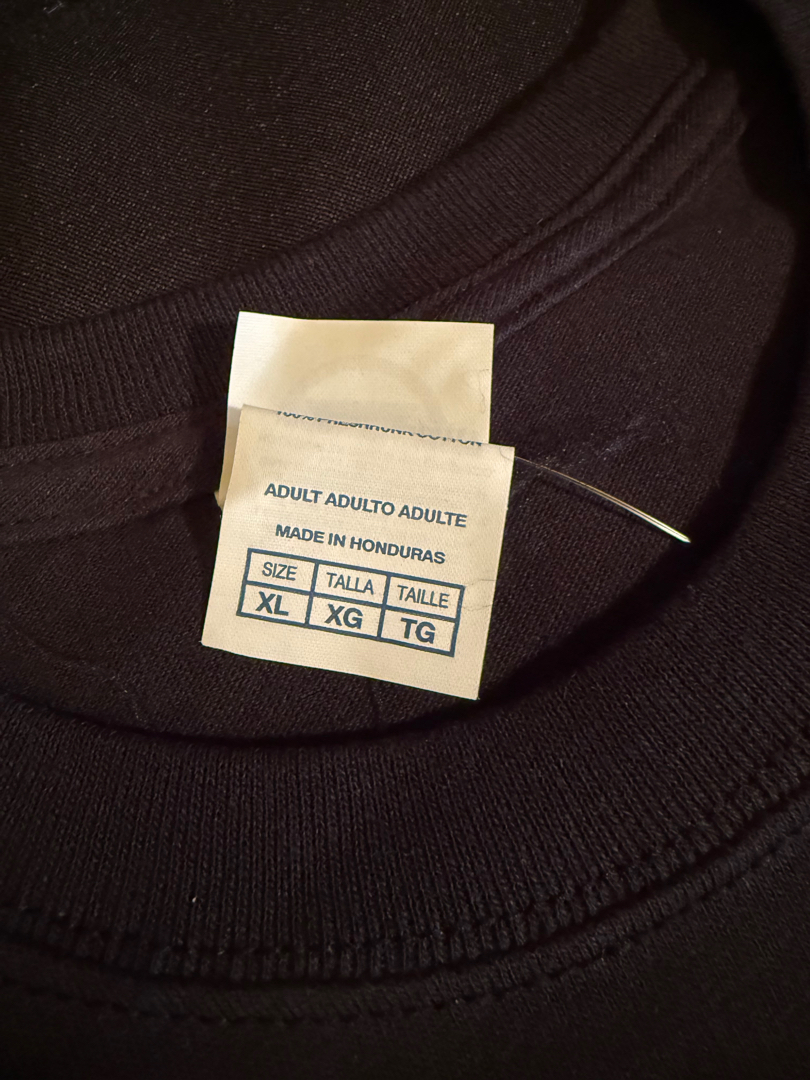 100% PRESHRUNK COTTON
ADULT ADULTO ADULTE
MADE IN HONDURAS
SIZE TALLA TAILLE
XL XG TG